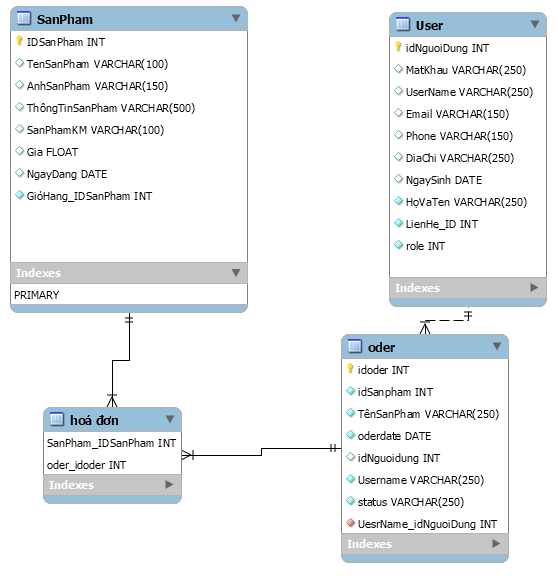 SanPham
IDSanPham INT
TenSanPham VARCHAR(100)
AnhSanPham VARCHAR(150)
ThôngTinSanPham VARCHAR(500)
SanPhamKM VARCHAR(100)
Gia FLOAT
NgayDang DATE
GióHang_IDSanPham INT
Indexes
PRIMARY
User
idNguoiDung INT
MatKhau VARCHAR(250)
UserName VARCHAR(250)
Email VARCHAR(150)
Phone VARCHAR(150)
DiaChi VARCHAR(250)
NgaySinh DATE
HọVaTen VARCHAR(250)
LienHe_ID INT
role INT
Indexes
hoá đơn
SanPham_IDSanPham INT
oder_idoder INT
Indexes
oder
idoder INT
idSanpham INT
TênSanPham VARCHAR(250)
oderdate DATE
idNguoidung INT
Username VARCHAR(250)
status VARCHAR(250)
UesrName_idNguoiDung INT
Indexes